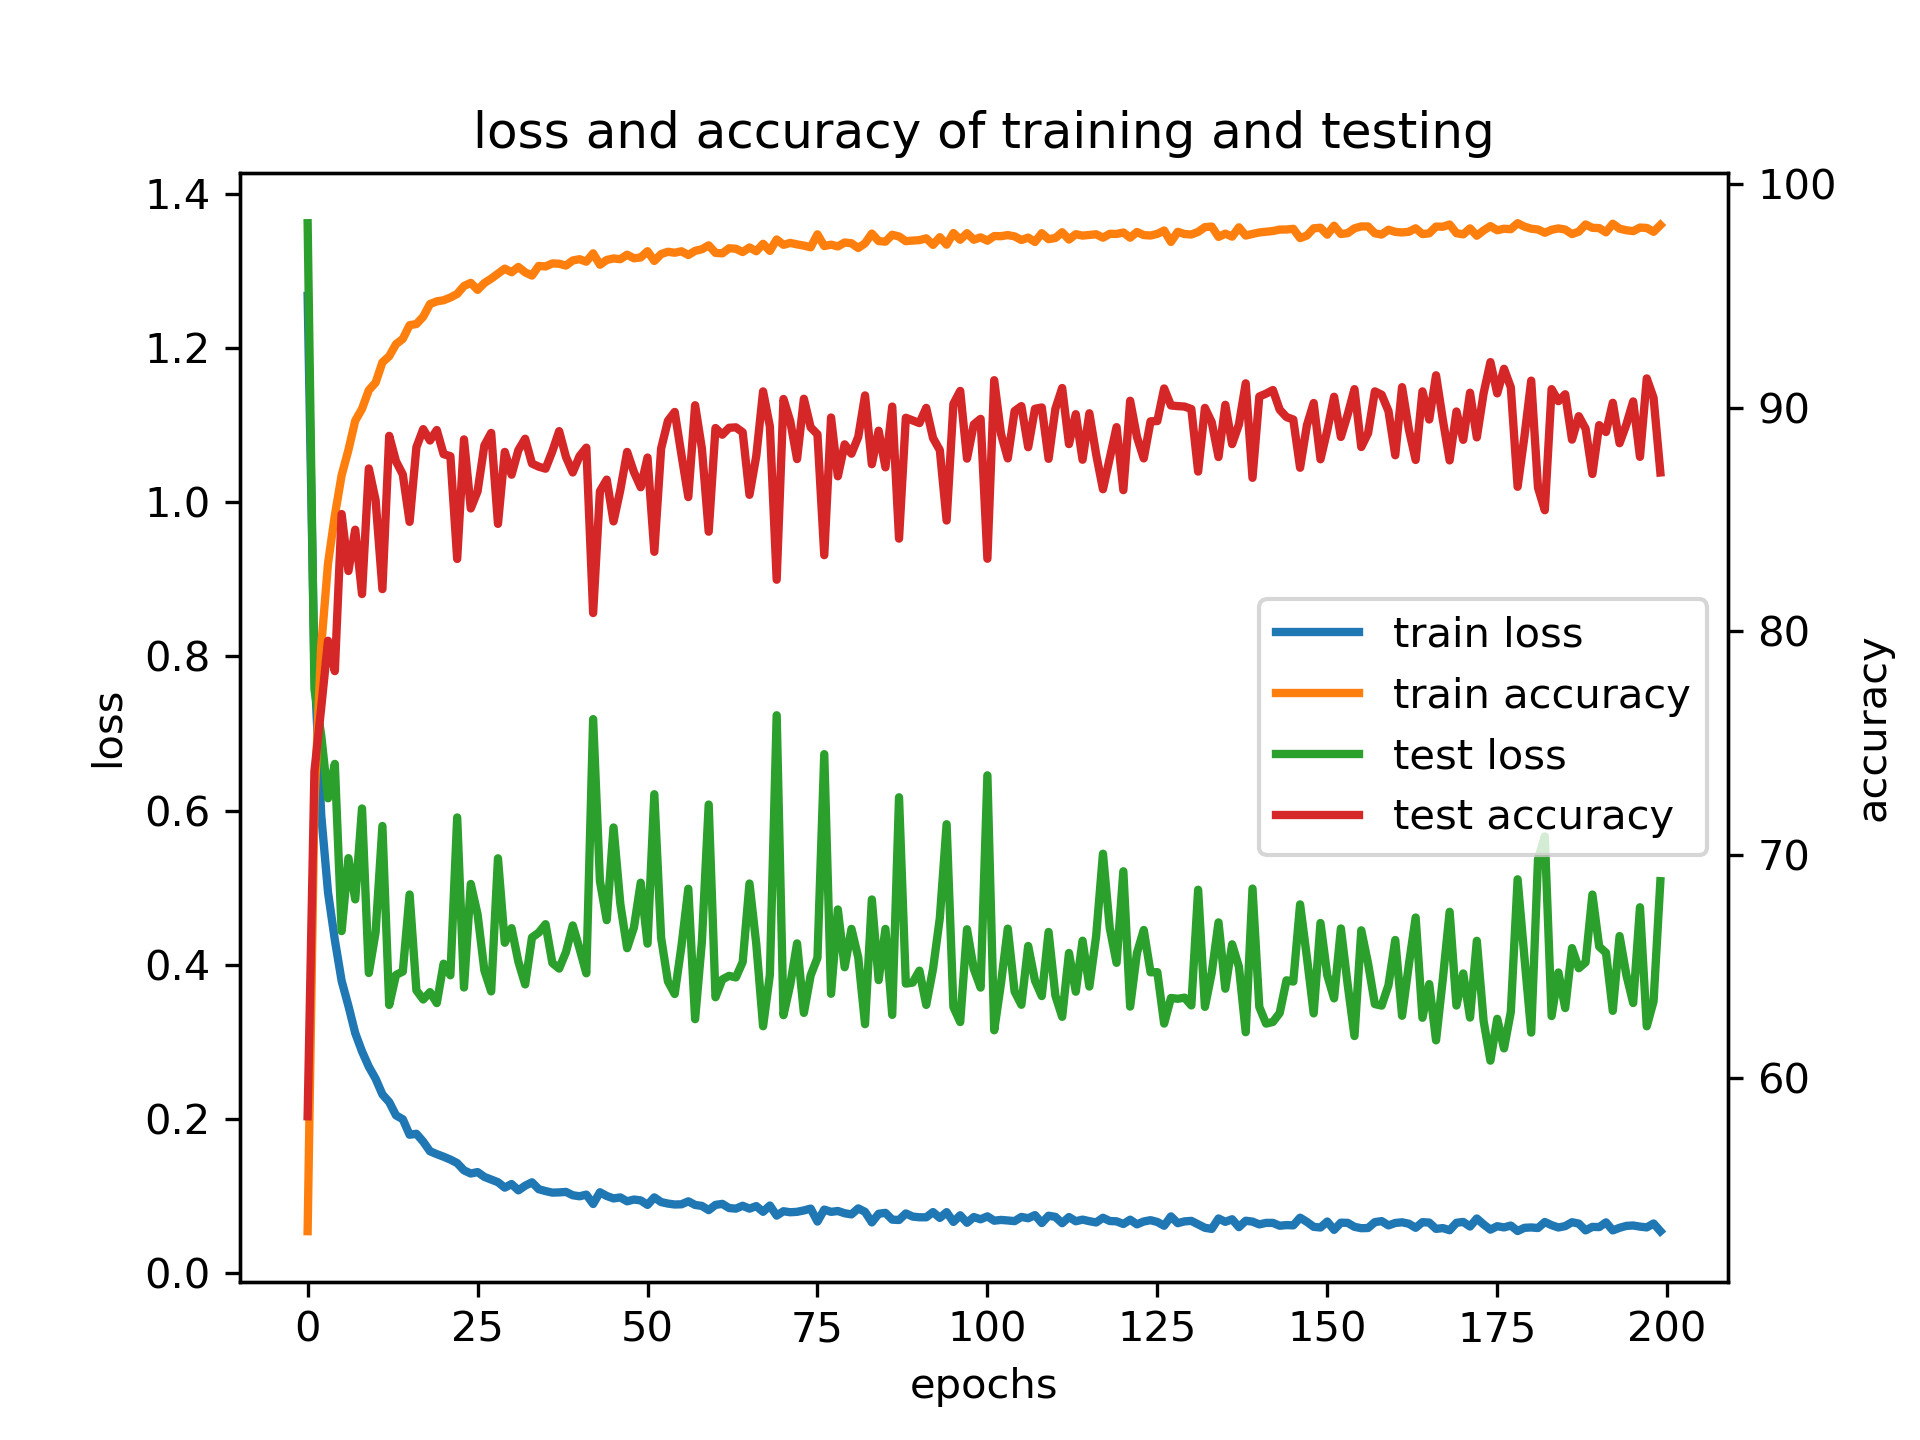 loss and accuracy of training and testing
1.4
1.2
1.0
0.8
0.6
0.4
0.2
0.0
loss
100
90
80
70
60
accuracy
train loss
train accuracy
test loss
test accuracy
0 25 50 75 100 125 150 175 200
epochs